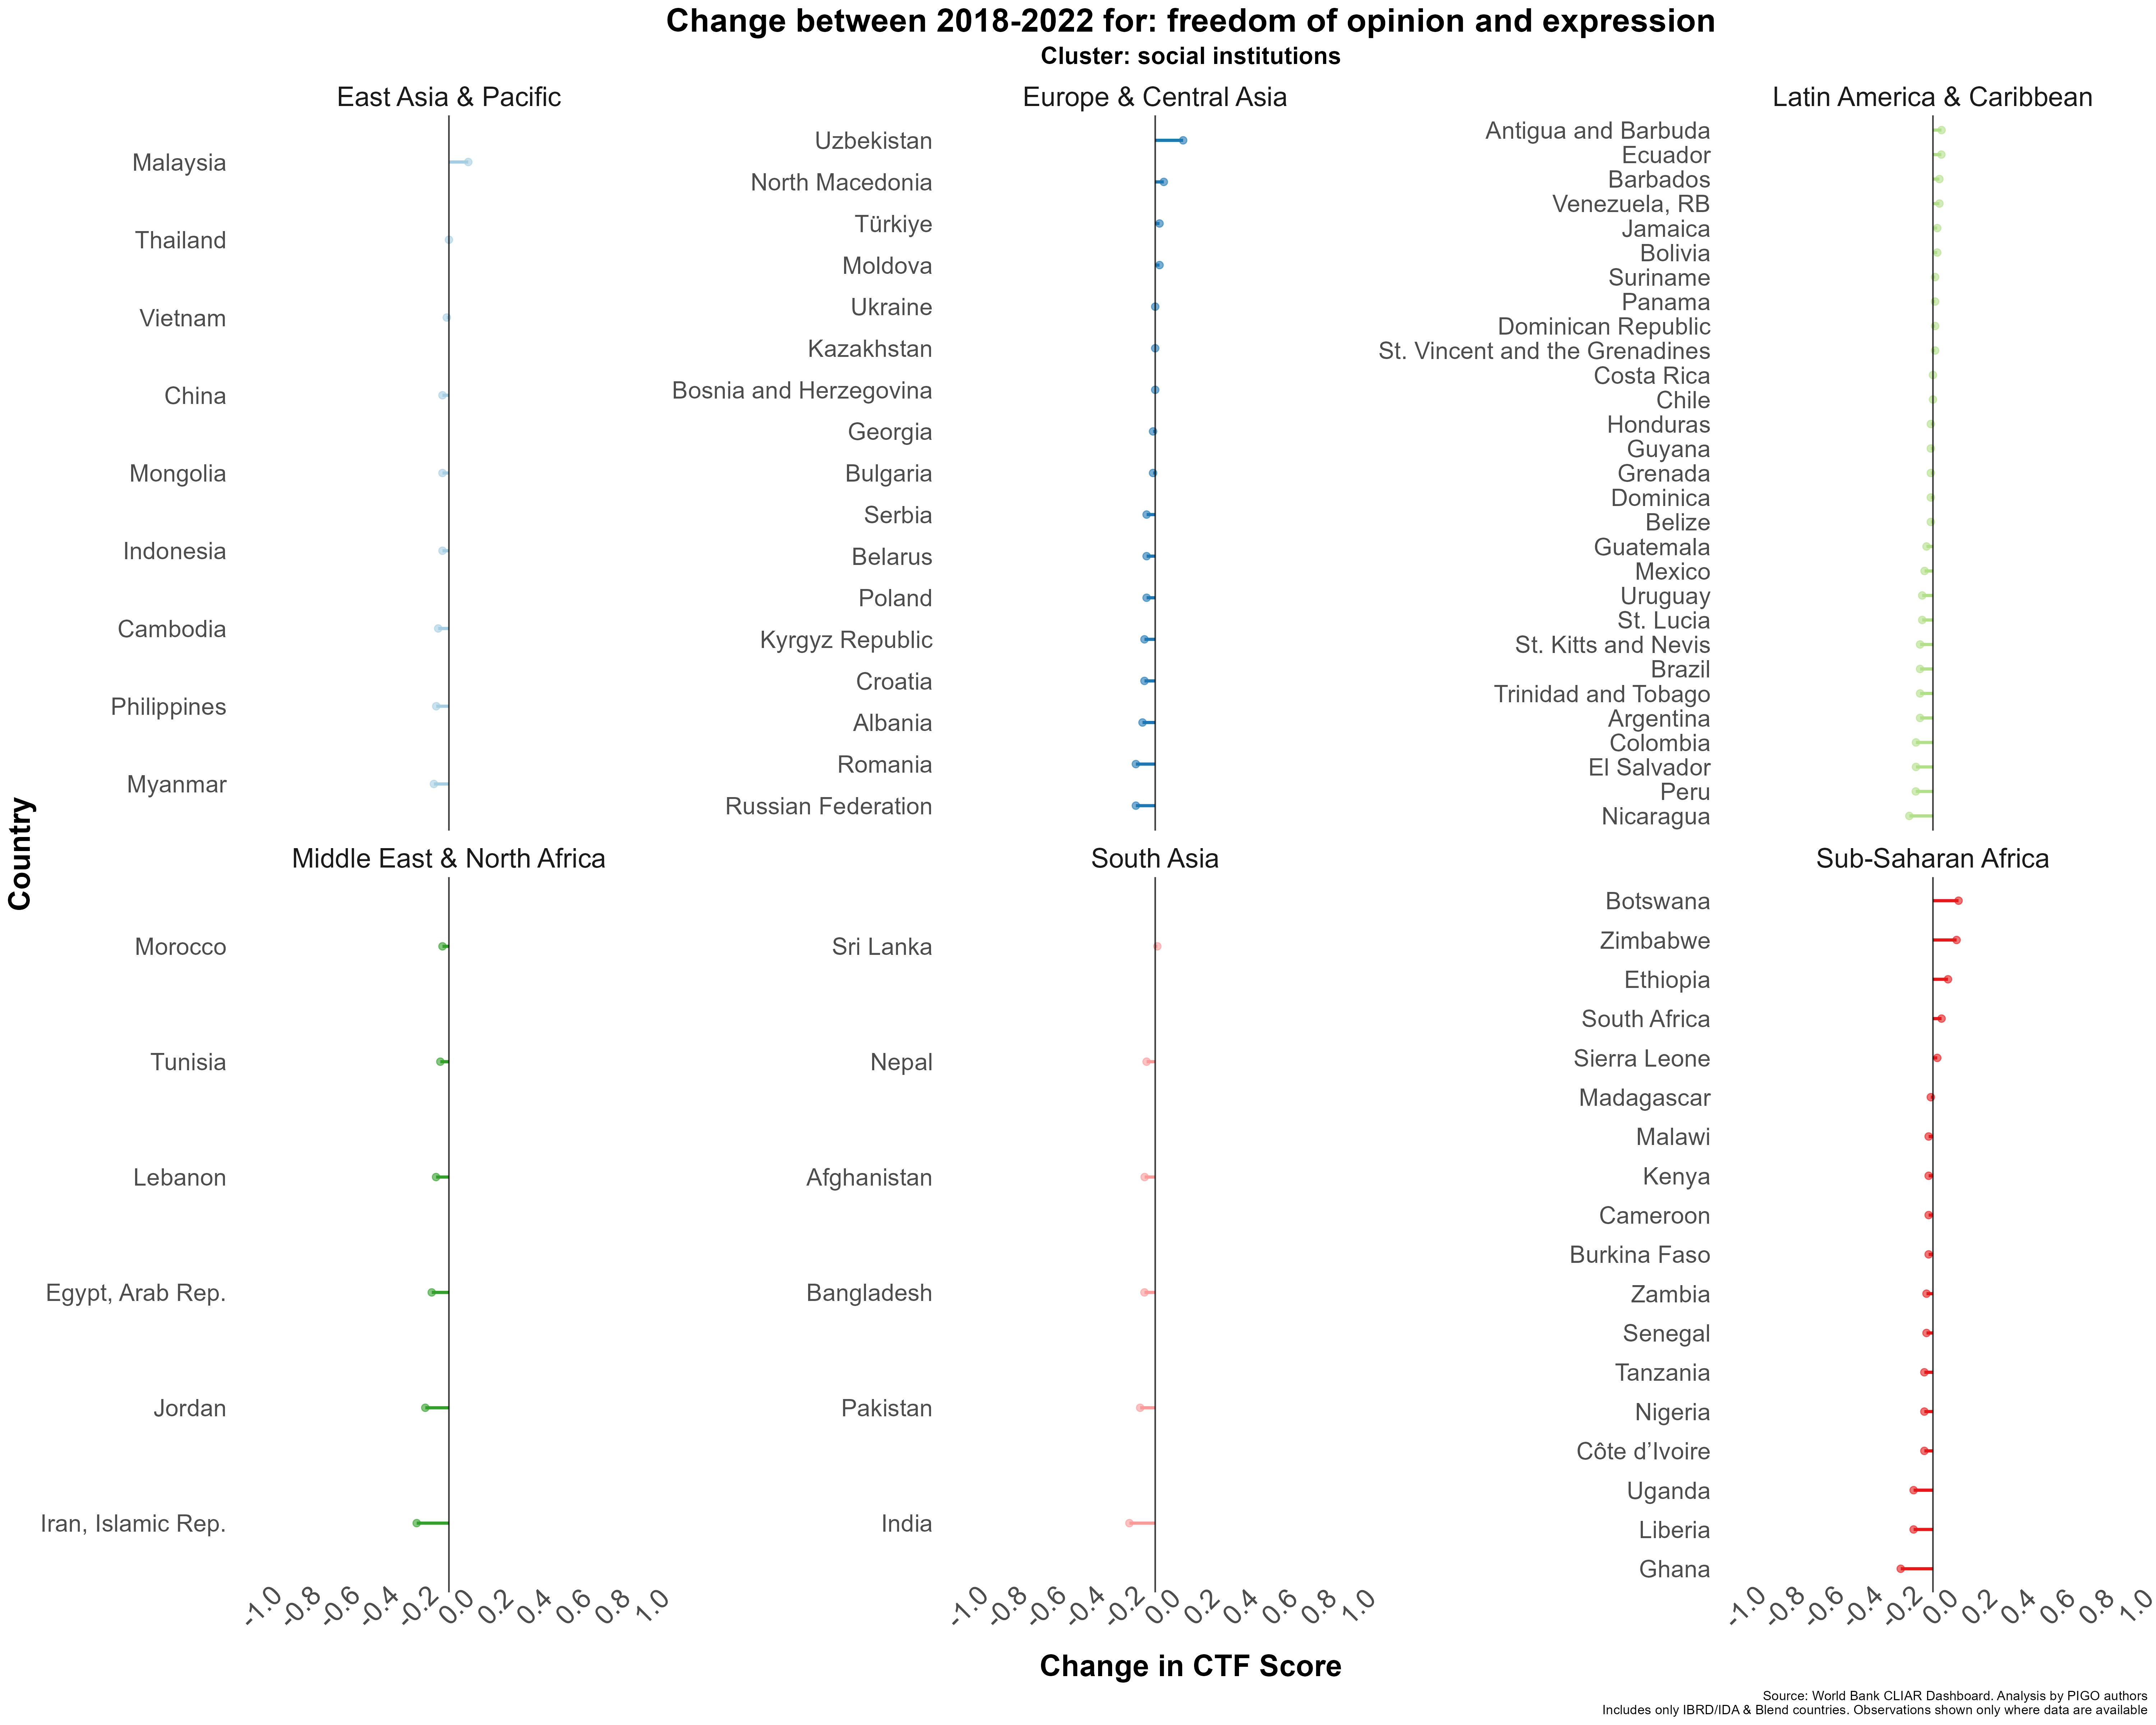 Change between 2018-2022 for: freedom of opinion and expression
Cluster: social institutions
East Asia & Pacific
Malaysia
Thailand
Vietnam
China
Mongolia
Indonesia
Cambodia
Philippines
Myanmar
Europe & Central Asia
Uzbekistan
North Macedonia
Türkiye
Moldova
Ukraine
Kazakhstan
Bosnia and Herzegovina
Georgia
Bulgaria
Serbia
Belarus
Poland
Kyrgyz Republic
Croatia
Albania
Romania
Russian Federation
Latin America & Caribbean
Antigua and Barbuda
Ecuador
Barbados
Venezuela, RB
Jamaica
Bolivia
Suriname
Panama
Dominican Republic
St. Vincent and the Grenadines
Costa Rica
Chile
Honduras
Guyana
Grenada
Dominica
Belize
Guatemala
Mexico
Uruguay
St. Lucia
St. Kitts and Nevis
Brazil
Trinidad and Tobago
Argentina
Colombia
El Salvador
Peru
Nicaragua
Country
Middle East & North Africa
Morocco
Tunisia
Lebanon
Egypt, Arab Rep.
Jordan
Iran, Islamic Rep.
-1.0 -0.8 -0.6 -0.4 -0.2 0.0 0.2 0.4 0.6 0.8 1.0
South Asia
Sri Lanka
Nepal
Afghanistan
Bangladesh
Pakistan
India
-1.0 -0.8 -0.6 -0.4 -0.2 0.0 0.2 0.4 0.6 0.8 1.0
Sub-Saharan Africa
Botswana
Zimbabwe
Ethiopia
South Africa
Sierra Leone
Madagascar
Malawi
Kenya
Cameroon
Burkina Faso
Zambia
Senegal
Tanzania
Nigeria
Côte d’Ivoire
Uganda
Liberia
Ghana
-1.0 -0.8 -0.6 -0.4 -0.2 0.0 0.2 0.4 0.6 0.8 1.0
Change in CTF Score
Source: World Bank CLIAR Dashboard. Analysis by PIGO authors
Includes only IBRD/IDA & Blend countries. Observations shown only where data are available